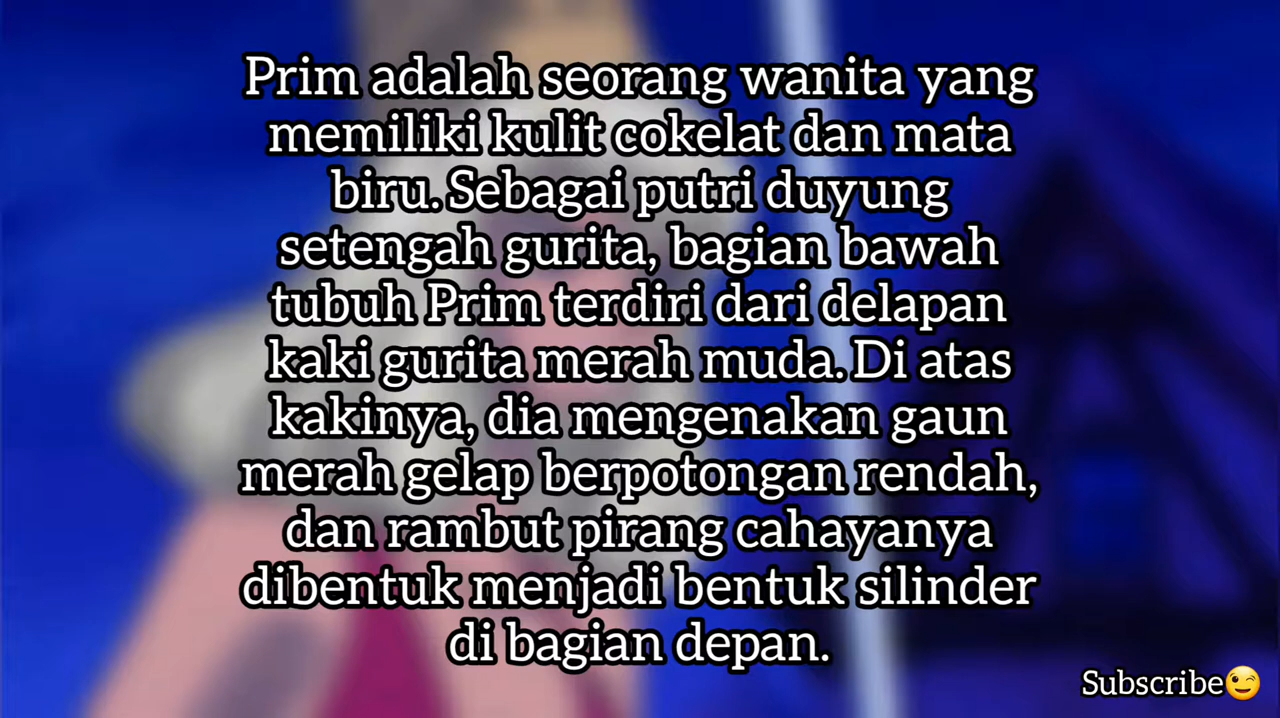 Prim adalah seorang wanita yang
memiliki kulit cokelat dan mata
biru. Sebagai putri duyung
setengah gurita, bagian bawah
tubuh Prim terdiri dari delapan
kaki gurita merah muda. Di atas
kakinya, dia mengenakan gaun
merah gelap berpotongan rendah,
dan rambut pirang cahayanya
dibentuk menjadi bentuk silinder
di bagian depan.
Subscribe😉